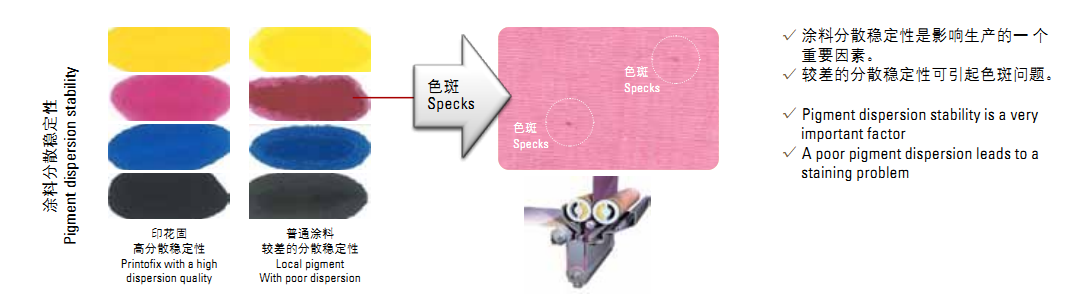 涂料分散稳定性
Pigment dispersion stability
印花固
高分散稳定性
Printofix with a high
dispersion quality
普通涂料
较差的分散稳定性
Local pigment
With poor dispersion
色斑
Specks
色斑
Specks
色斑
Specks
✓ 涂料分散稳定性是影响生产的一个
重要因素。
✓ 较差的分散稳定性可引起色斑问题。
✓ Pigment dispersion stability is a very
important factor
✓ A poor pigment dispersion leads to a
staining problem